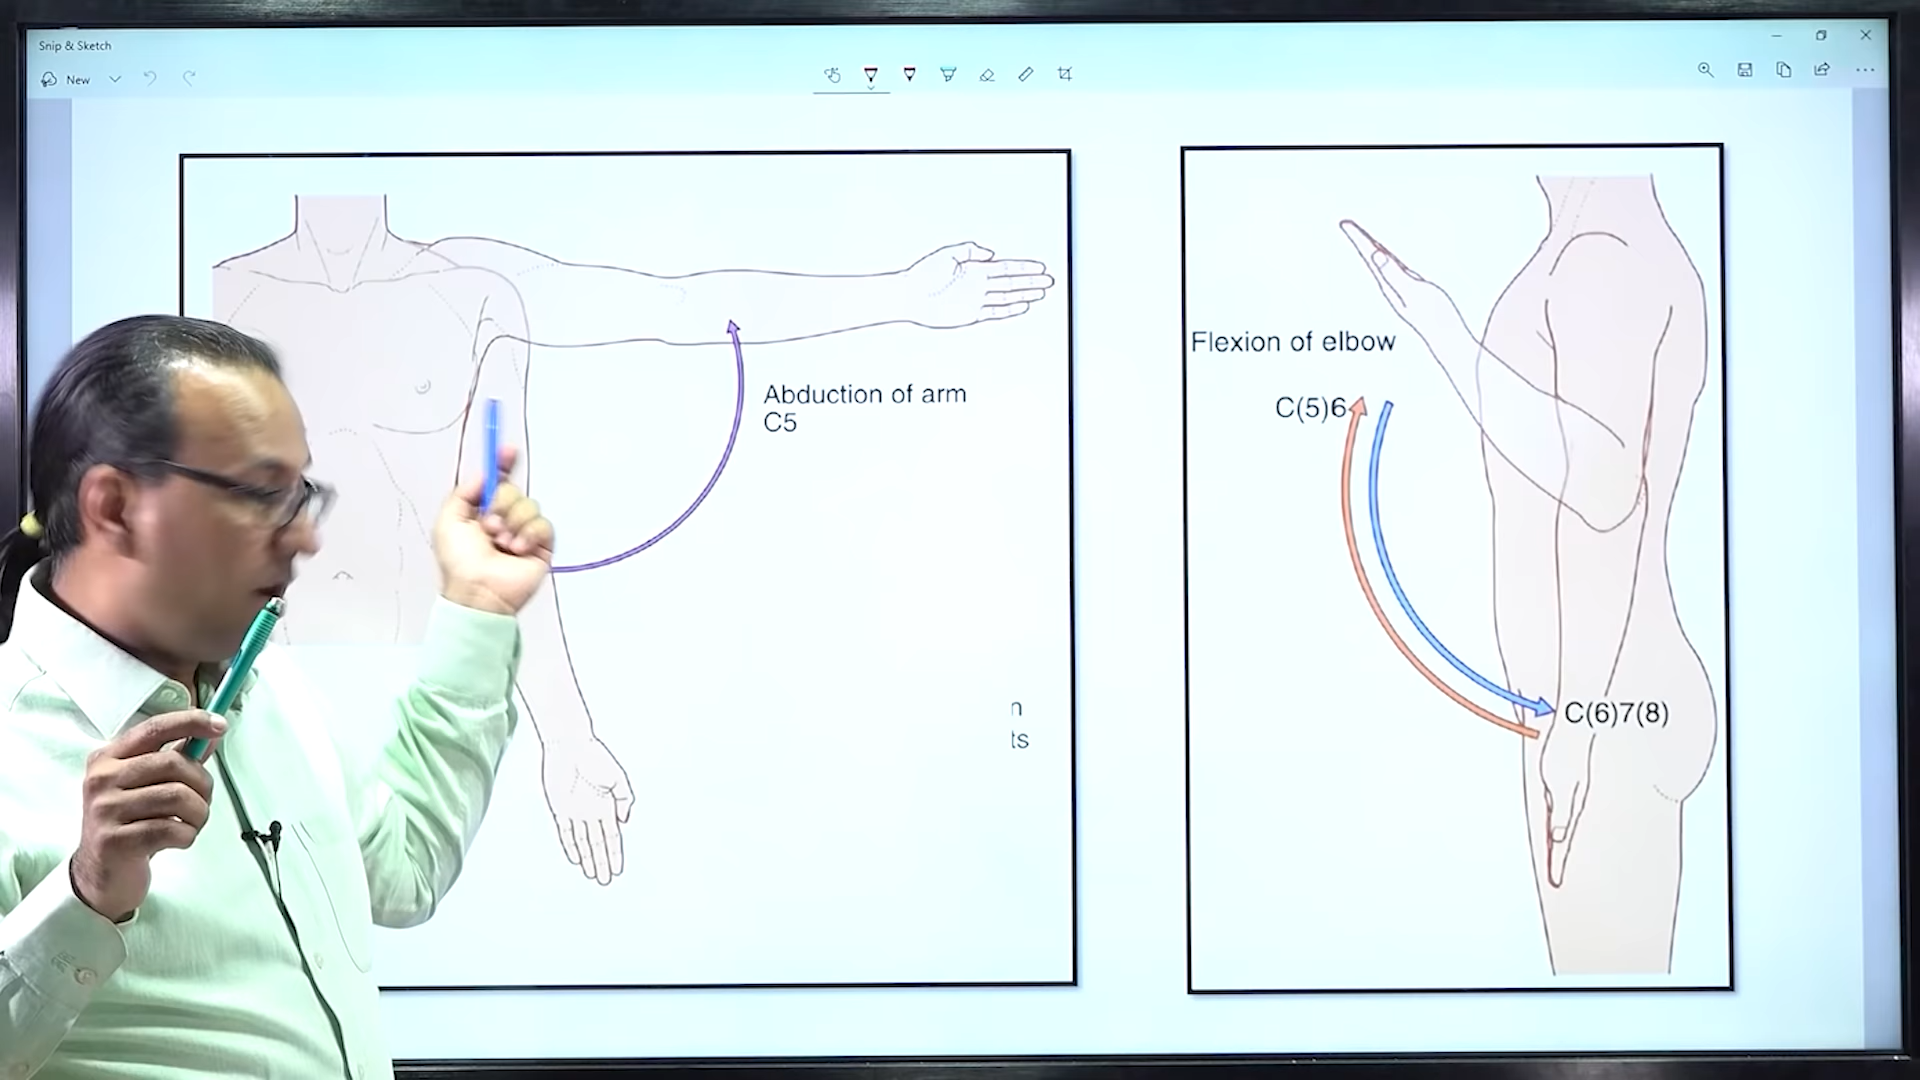 Snip & Sketch
New
Abduction of arm
C5
n
ts
Flexion of elbow
C(5)6
C(6)7(8)